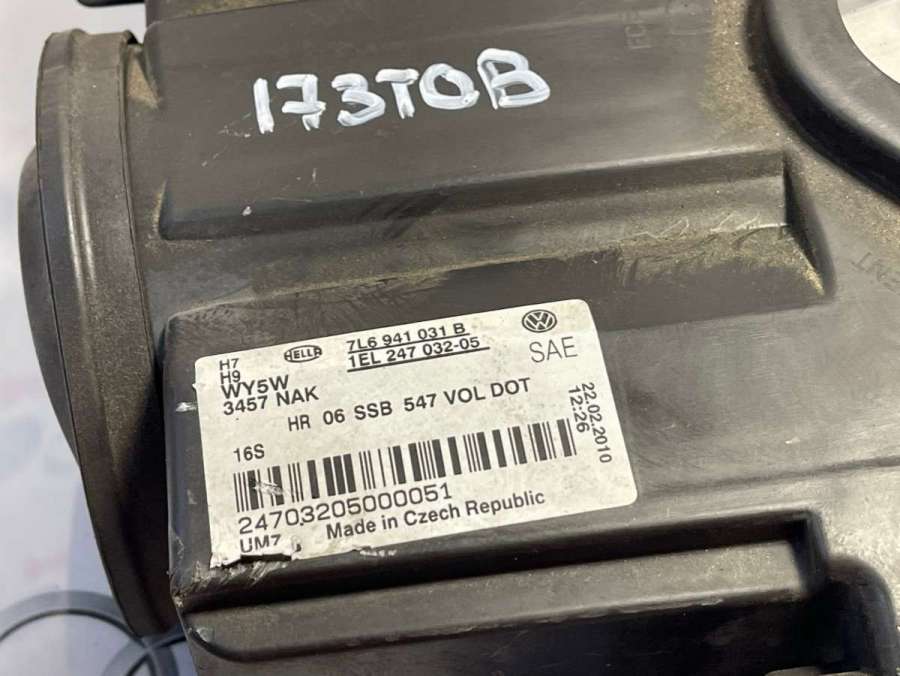 173TOB
H7
H9
WY5W
3457 NAK
HELLA
7L6 941 031 B
1EL 247 032-05
SAE
HR 06 SSB 547 VOL DOT
22.02.2010
12:26
16S
24703205000051
UM7
Made in Czech Republic